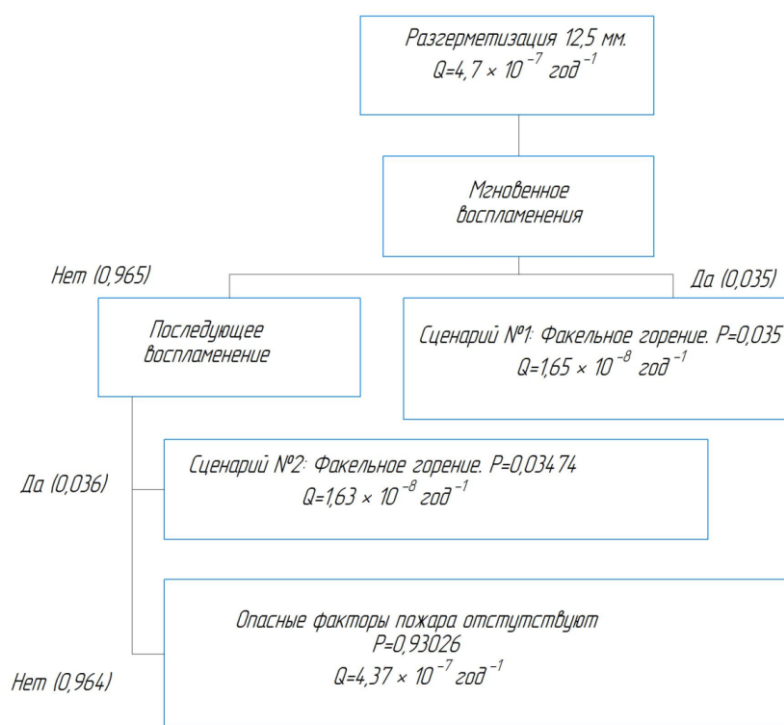 Разгерметизация 12,5 мм.
Q=4,7 × 10⁻⁷ год⁻¹
Мгновенное
воспламенения
Нет (0,965)
Да (0,035)
Последующее
воспламенение
Сценарий №1: Факельное горение. P=0,035
Q=1,65 × 10⁻⁸ год⁻¹
Сценарий №2: Факельное горение. P=0,03474
Q=1,63 × 10⁻⁸ год⁻¹
Да (0,036)
Опасные факторы пожара отстутствуют
P=0,93026
Q=4,37 × 10⁻⁷ год⁻¹
Нет (0,964)